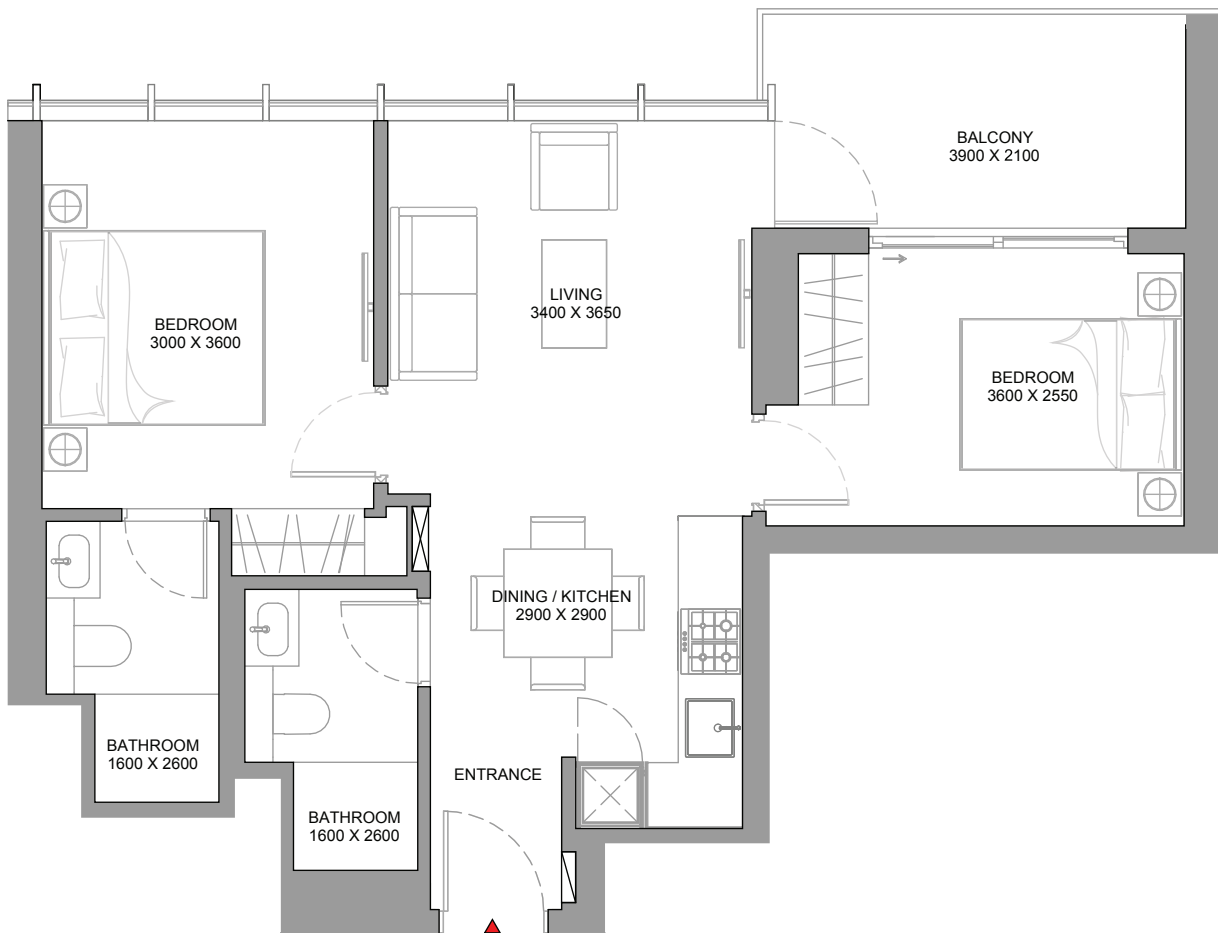 BALCONY
3900 X 2100
LIVING
3400 X 3650
BEDROOM
3000 X 3600
BEDROOM
3600 X 2550
DINING / KITCHEN
2900 X 2900
BATHROOM
1600 X 2600
ENTRANCE
BATHROOM
1600 X 2600